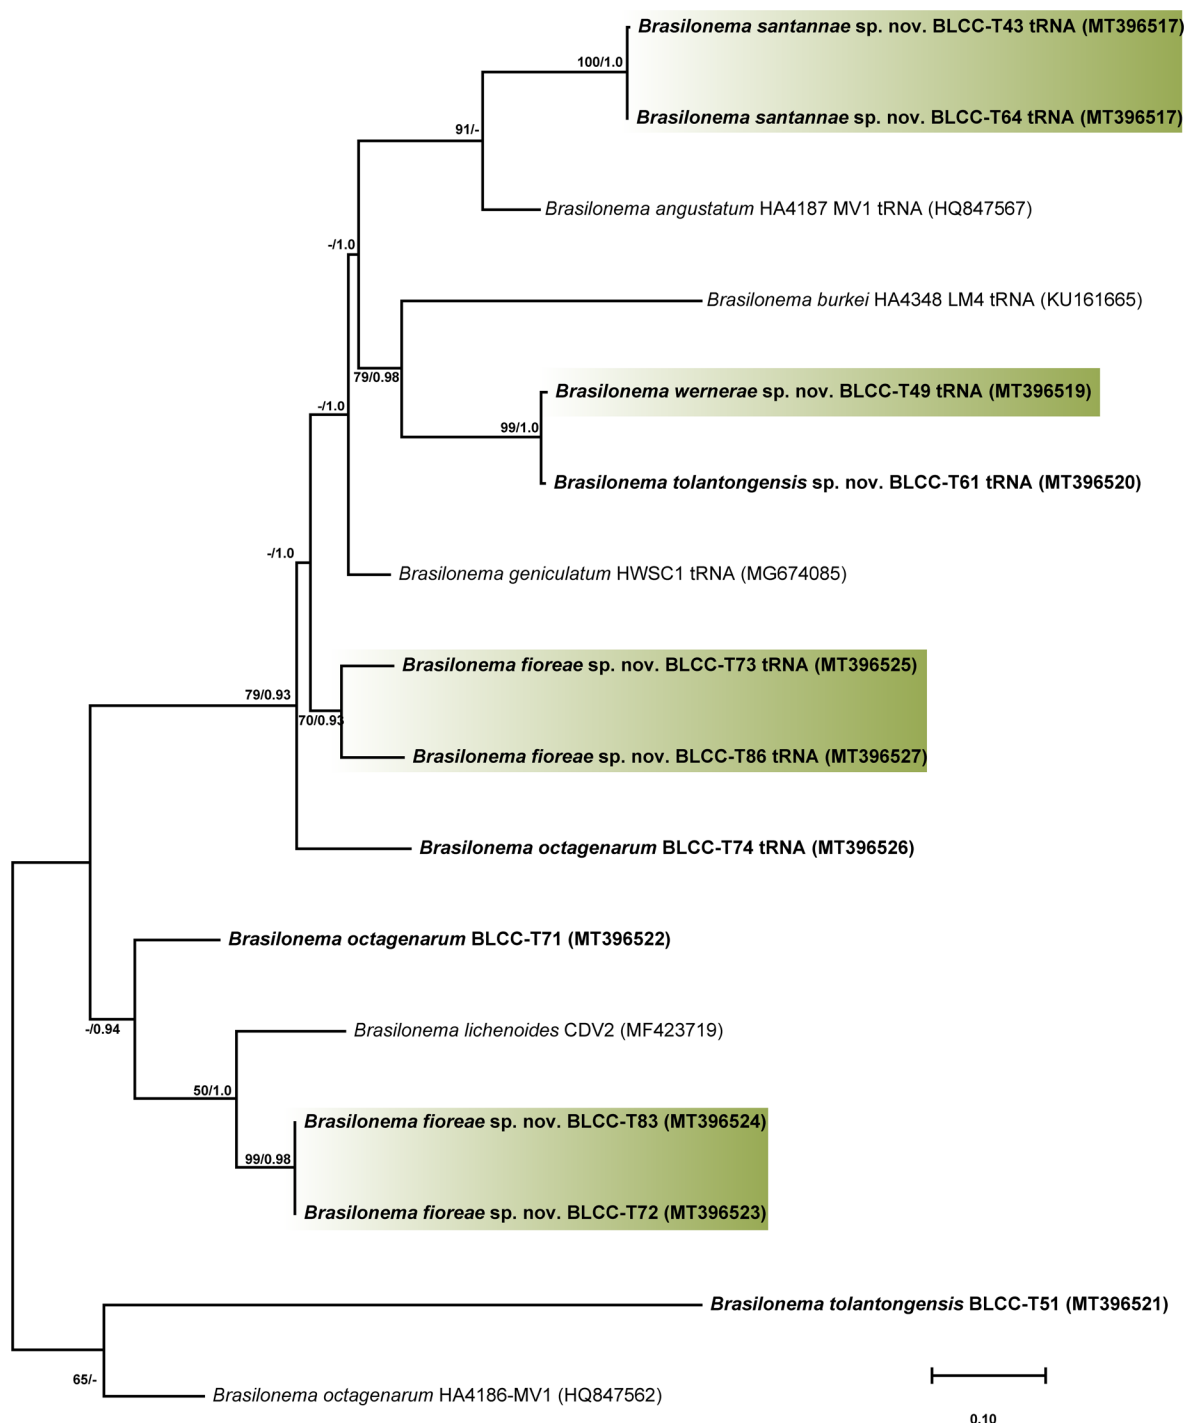 Brasilonema santannae sp. nov. BLCC-T43 tRNA (MT396517)
100/1.0
Brasilonema santannae sp. nov. BLCC-T64 tRNA (MT396517)
91/-
Brasilonema angustatum HA4187 MV1 tRNA (HQ847567)
-/1.0
Brasilonema burkei HA4348 LM4 tRNA (KU161665)
79/0.98
Brasilonema wernerae sp. nov. BLCC-T49 tRNA (MT396519)
-/1.0
99/1.0
Brasilonema tolantongensis sp. nov. BLCC-T61 tRNA (MT396520)
-/1.0
Brasilonema geniculatum HWSC1 tRNA (MG674085)
Brasilonema fioreae sp. nov. BLCC-T73 tRNA (MT396525)
79/0.93
70/0.93
Brasilonema fioreae sp. nov. BLCC-T86 tRNA (MT396527)
Brasilonema octagenarum BLCC-T74 tRNA (MT396526)
Brasilonema octagenarum BLCC-T71 (MT396522)
-/0.94
Brasilonema lichenoides CDV2 (MF423719)
50/1.0
Brasilonema fioreae sp. nov. BLCC-T83 (MT396524)
99/0.98
Brasilonema fioreae sp. nov. BLCC-T72 (MT396523)
Brasilonema tolantongensis BLCC-T51 (MT396521)
65/-
Brasilonema octagenarum HA4186-MV1 (HQ847562)
0.10